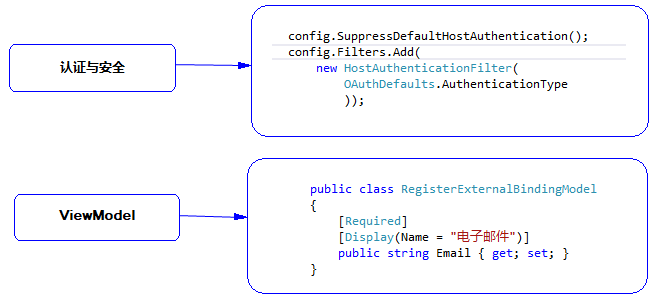 认证与安全
config.SuppressDefaultHostAuthentication();
config.Filters.Add(
new HostAuthenticationFilter(
OAuthDefaults.AuthenticationType
));
ViewModel
public class RegisterExternalBindingModel
{
[Required]
[Display(Name = "电子邮件")]
public string Email { get; set; }
}